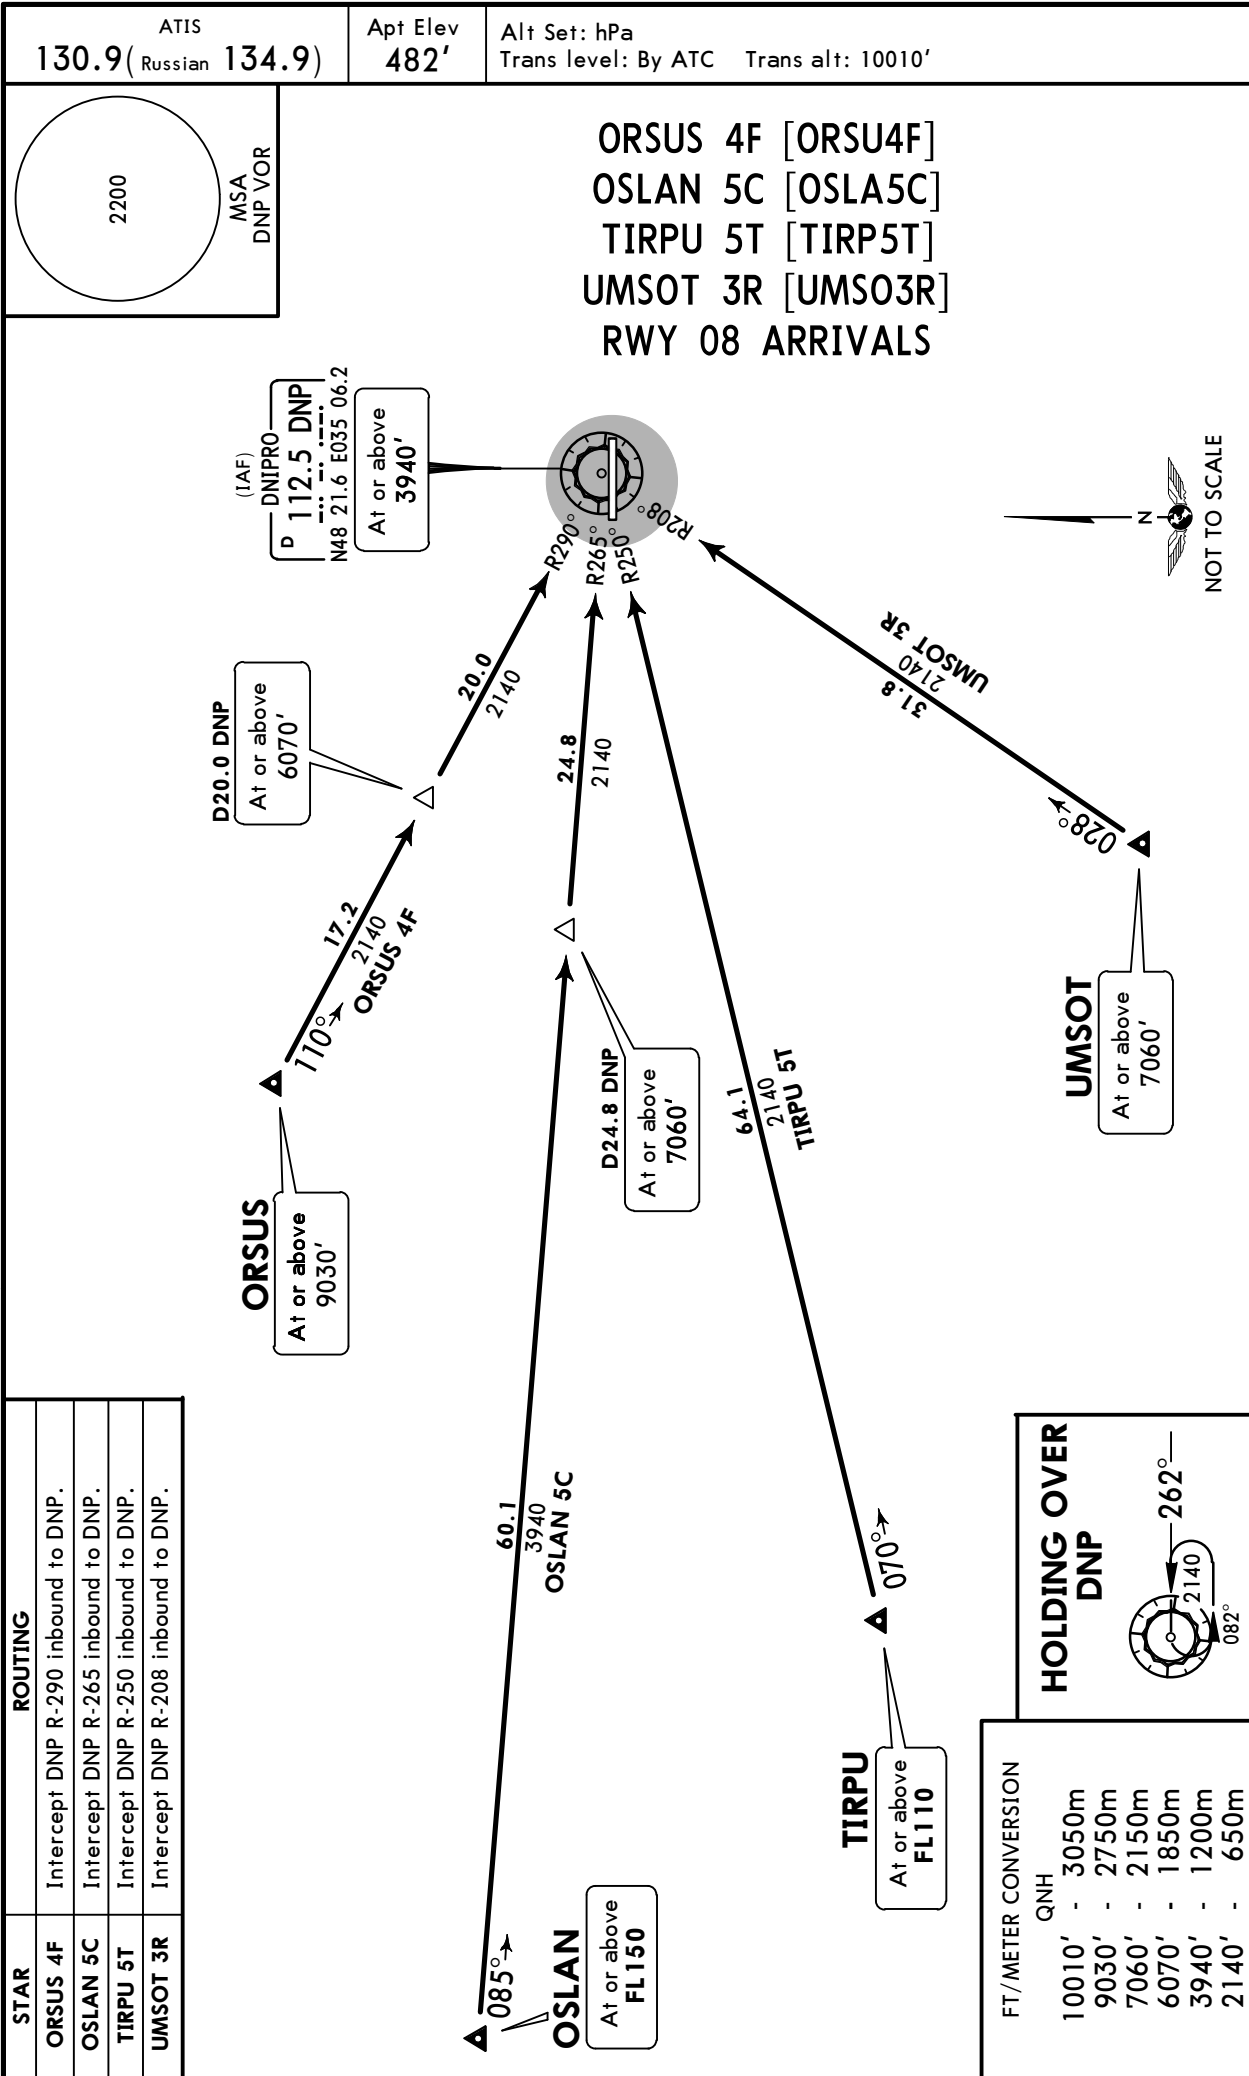 ATIS
130.9( Russian 134.9)
Apt Elev
482'
Alt Set: hPa
Trans level: By ATC Trans alt: 10010'
2200
MSA
DNP VOR
ORSUS 4F [ORSU4F]
OSLAN 5C [OSLA5C]
TIRPU 5T [TIRP5T]
UMSOT 3R [UMSO3R]
RWY 08 ARRIVALS
(IAF)
DNIPRO
D 112.5 DNP
N48 21.6 E035 06.2
At or above
3940'
R290°
R265°
R250°
R208°
N
NOT TO SCALE
D20.0 DNP
At or above
6070'
20.0
2140
17.2
2140
ORSUS 4F
110°
ORSUS
At or above
9030'
24.8
2140
D24.8 DNP
At or above
7060'
60.1
3940
OSLAN 5C
085°
OSLAN
At or above
FL150
64.1
2140
TIRPU 5T
070°
TIRPU
At or above
FL110
UMSOT 3R
2140
31.8
028°
UMSOT
At or above
7060'
STAR ROUTING
ORSUS 4F Intercept DNP R-290 inbound to DNP.
OSLAN 5C Intercept DNP R-265 inbound to DNP.
TIRPU 5T Intercept DNP R-250 inbound to DNP.
UMSOT 3R Intercept DNP R-208 inbound to DNP.
HOLDING OVER
DNP
262°
2140
082°
FT/METER CONVERSION
QNH
10010' - 3050m
9030' - 2750m
7060' - 2150m
6070' - 1850m
3940' - 1200m
2140' - 650m